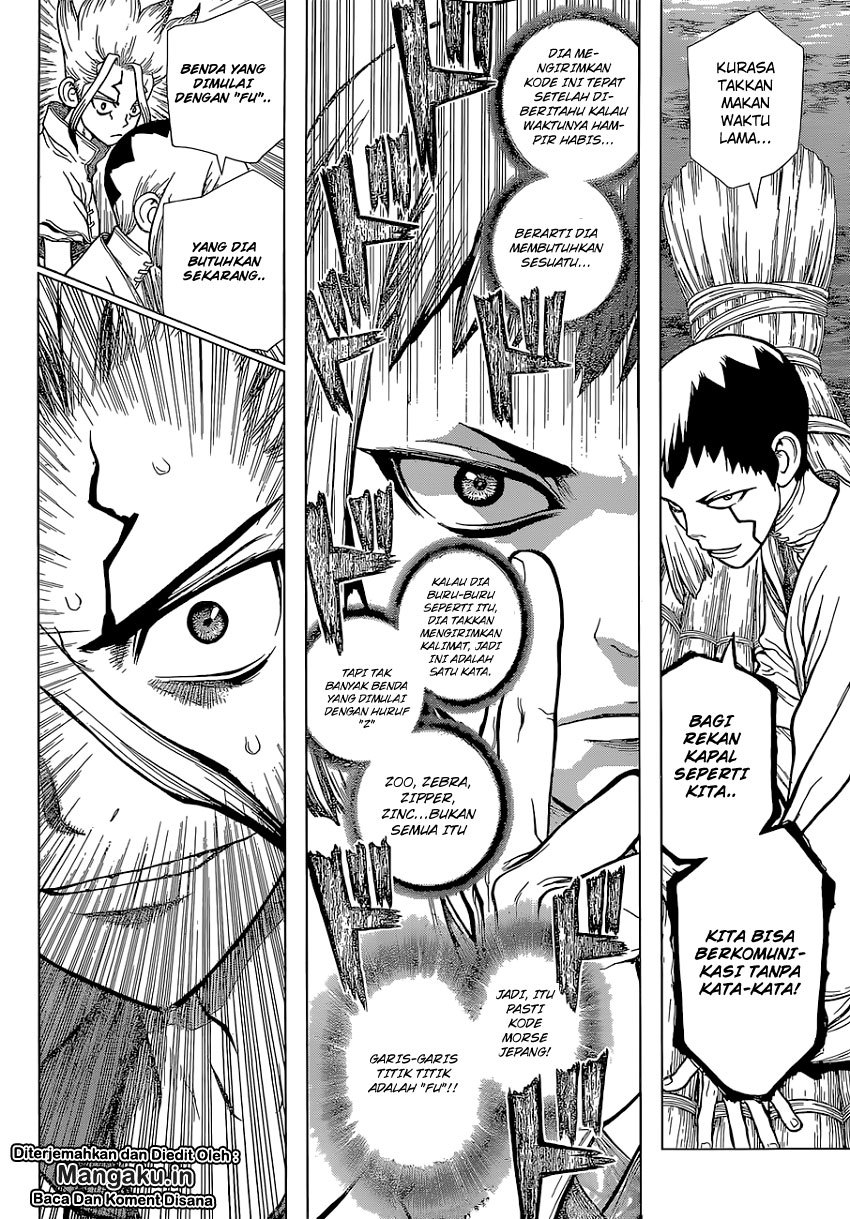 KURASA
TAKKAN
MAKAN
WAKTU
LAMA...
BAGI
REKAN
KAPAL
SEPERTI
KITA..
KITA BISA
BERKOMUNI-
KASI TANPA
KATA-KATA!
DIA ME-
NGIRIMKAN
KODE INI TEPAT
SETELAH DI-
BERITAHU KALAU
WAKTUNYA HAM-
PIR HABIS...
BERARTI DIA
MEMBUTUHKAN
SESUATU...
KALAU DIA
BURU-BURU
SEPERTI ITU,
DIA TAKKAN
MENGIRIMKAN
KALIMAT, JADI
INI ADALAH
SATU KATA.
TAPI TAK
BANYAK BENDA
YANG DIMULAI
DENGAN HURUF
"Z"
ZOO, ZEBRA,
ZIPPER,
ZINC...BUKAN
SEMUA ITU
JADI, ITU
PASTI
KODE
MORSE
JEPANG!
GARIS-GARIS
TITIK TITIK
ADALAH "FU"!!
BENDA YANG
DIMULAI
DENGAN "FU"..
YANG DIA
BUTUHKAN
SEKARANG..
Diterjemahkan dan Diedit Oleh :
Mangaku.in
Baca Dan Koment Disana